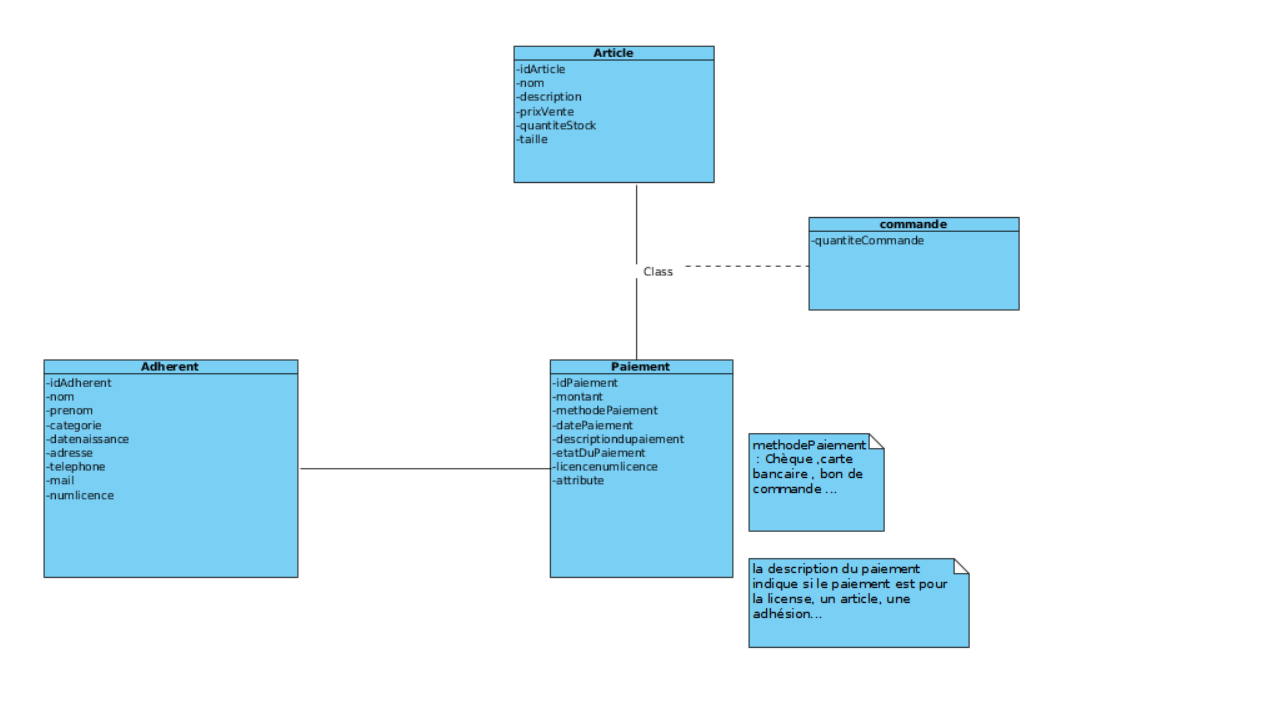 Article
-idArticle
-nom
-description
-prixVente
-quantiteStock
-taille
commande
-quantiteCommande
Class
Adherent
-idAdherent
-nom
-prenom
-categorie
-datenaissance
-adresse
-telephone
-mail
-numlicence
Paiement
-idPaiement
-montant
-methodePaiement
-datePaiement
-descriptiondupaiement
-etatDuPaiement
-licencenumlicence
-attribute
methodePaiement
: Chèque ,carte
bancaire , bon de
commande ...
la description du paiement
indique si le paiement est pour
la license, un article, une
adhésion...